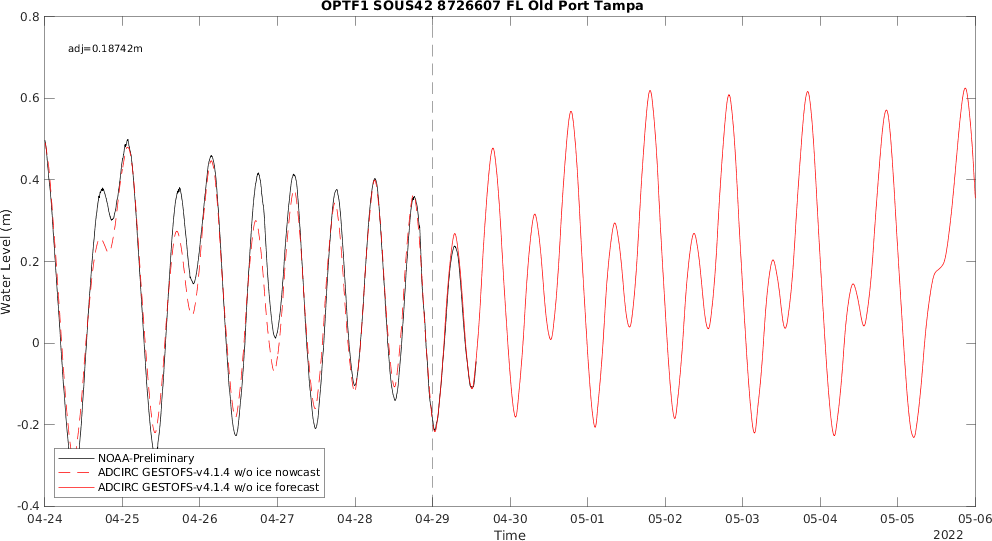 OPTF1 SOUS42 8726607 FL Old Port Tampa
adj=0.18742m
0.8
0.6
0.4
0.2
0
-0.2
-0.4
Water Level (m)
NOAA-Preliminary
ADCIRC GESTOFS-v4.1.4 w/o ice nowcast
ADCIRC GESTOFS-v4.1.4 w/o ice forecast
04-24 04-25 04-26 04-27 04-28 04-29 04-30 05-01 05-02 05-03 05-04 05-05 05-06
Time
2022